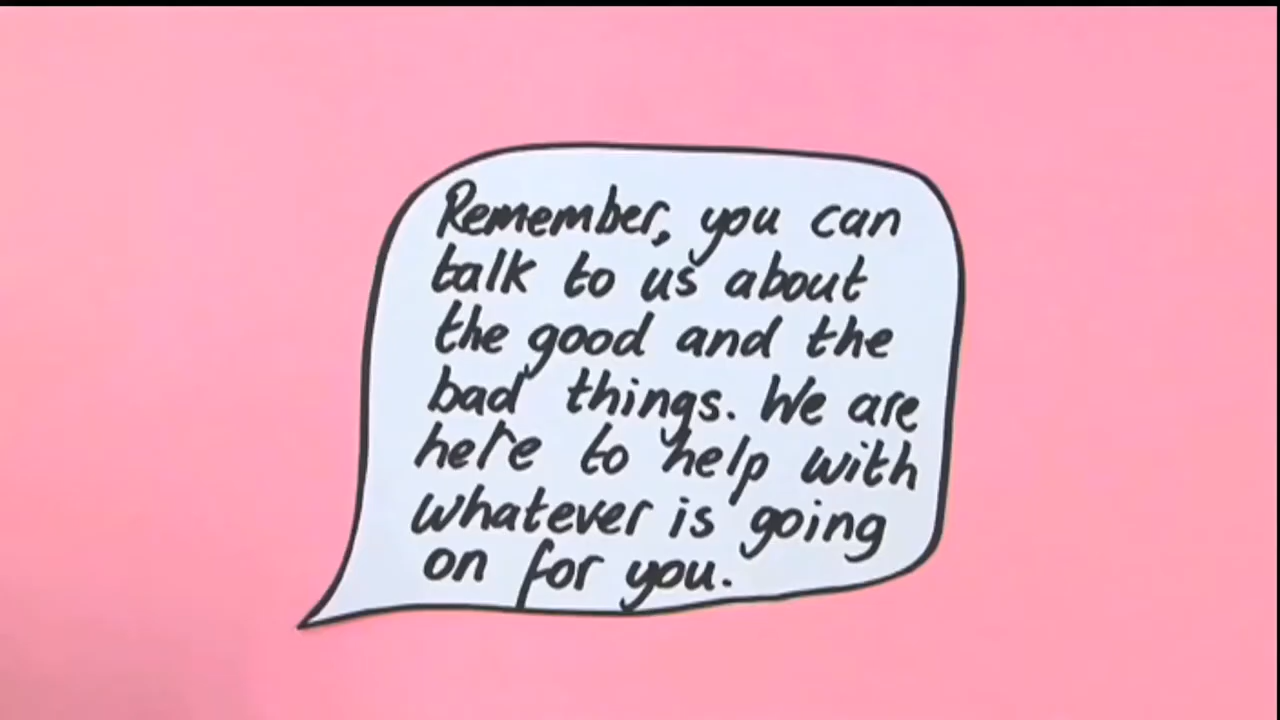 Remember, you can
talk to us about
the good and the
bad things. We are
here to help with
whatever is going
on for you.